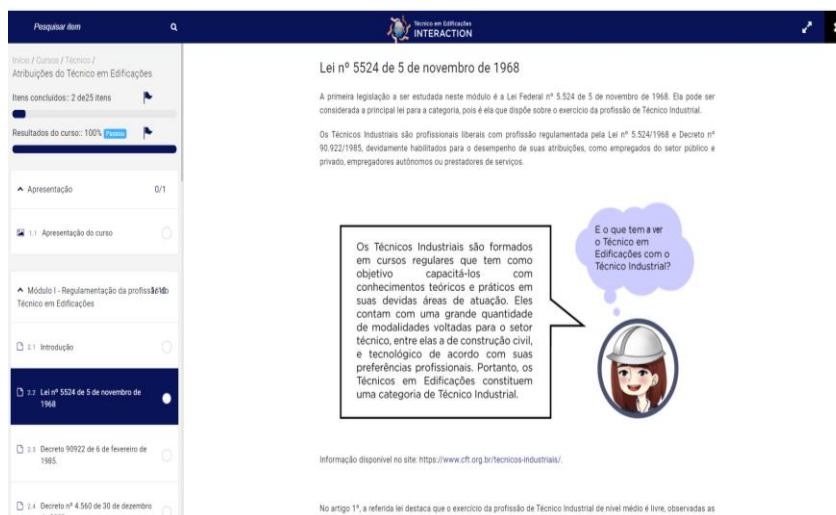 Pesquisar item
Técnico em Edificações
INTERACTION
Início / Cursos / Técnico /
Atribuições do Técnico em Edificações
Itens concluídos:: 2 de25 itens
Resultados do curso:: 100% Passou
Apresentação 0/1
1.1 Apresentação do curso
Módulo I - Regulamentação da profissão do
Técnico em Edificações
2.1 Introdução
2.2 Lei nº 5524 de 5 de novembro de
1968
2.3 Decreto 90922 de 6 de fevereiro de
1985.
2.4 Decreto nº 4.560 de 30 de dezembro
Lei nº 5524 de 5 de novembro de 1968
A primeira legislação a ser estudada neste módulo é a Lei Federal nº 5.524 de 5 de novembro de 1968. Ela pode ser
considerada a principal lei para a categoria, pois é ela que dispõe sobre o exercício da profissão de Técnico Industrial.
Os Técnicos Industriais são profissionais liberais com profissão regulamentada pela Lei nº 5.524/1968 e Decreto nº
90.922/1985, devidamente habilitados para o desempenho de suas atribuições, como empregados do setor público e
privado, empregadores autônomos ou prestadores de serviços.
Os Técnicos Industriais são formados
em cursos regulares que tem como
objetivo capacitá-los com
conhecimentos teóricos e práticos em
suas devidas áreas de atuação. Eles
contam com uma grande quantidade
de modalidades voltadas para o setor
técnico, entre elas a de construção civil,
e tecnológico de acordo com suas
preferências profissionais. Portanto, os
Técnicos em Edificações constituem
uma categoria de Técnico Industrial.
E o que tem a ver
o Técnico em
Edificações com o
Técnico Industrial?
Informação disponível no site: https://www.cft.org.br/tecnicos-industriais/.
No artigo 1º, a referida lei destaca que o exercício da profissão de Técnico Industrial de nível médio é livre, observadas as